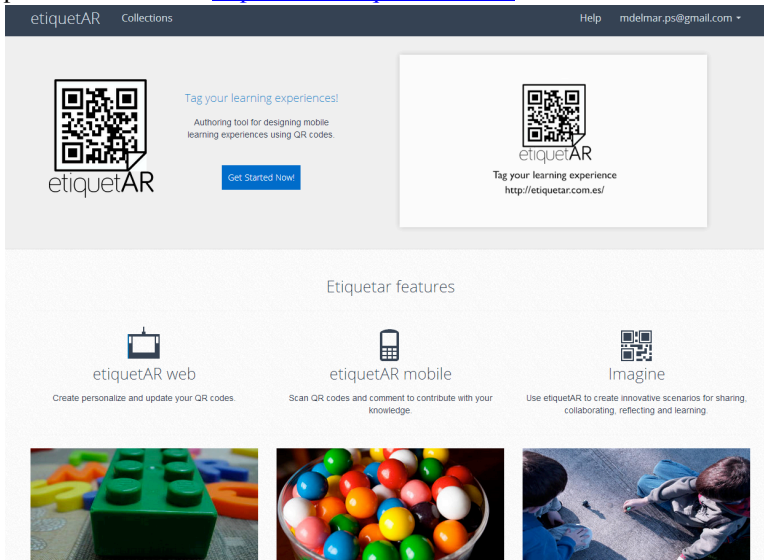 etiquetAR Collections Help mdelmar.ps@gmail.com
etiquetAR
Tag your learning experiences!
Authoring tool for designing mobile
learning experiences using QR codes.
Get Started Now!
etiquetAR
Tag your learning experience
http://etiquetar.com.es/
Etiquetar features
etiquetAR web
Create personalize and update your QR codes.
etiquetAR mobile
Scan QR codes and comment to contribute with your
knowledge.
Imagine
Use etiquetAR to create innovative scenarios for sharing,
collaborating, reflecting and learning.